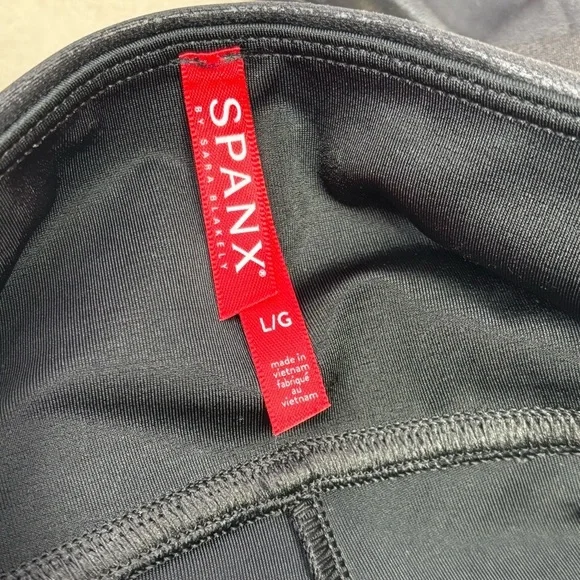 SPANX®
BY SARA BLAKELY
L/G
made in
vietnam
fabriqué
au
vietnam